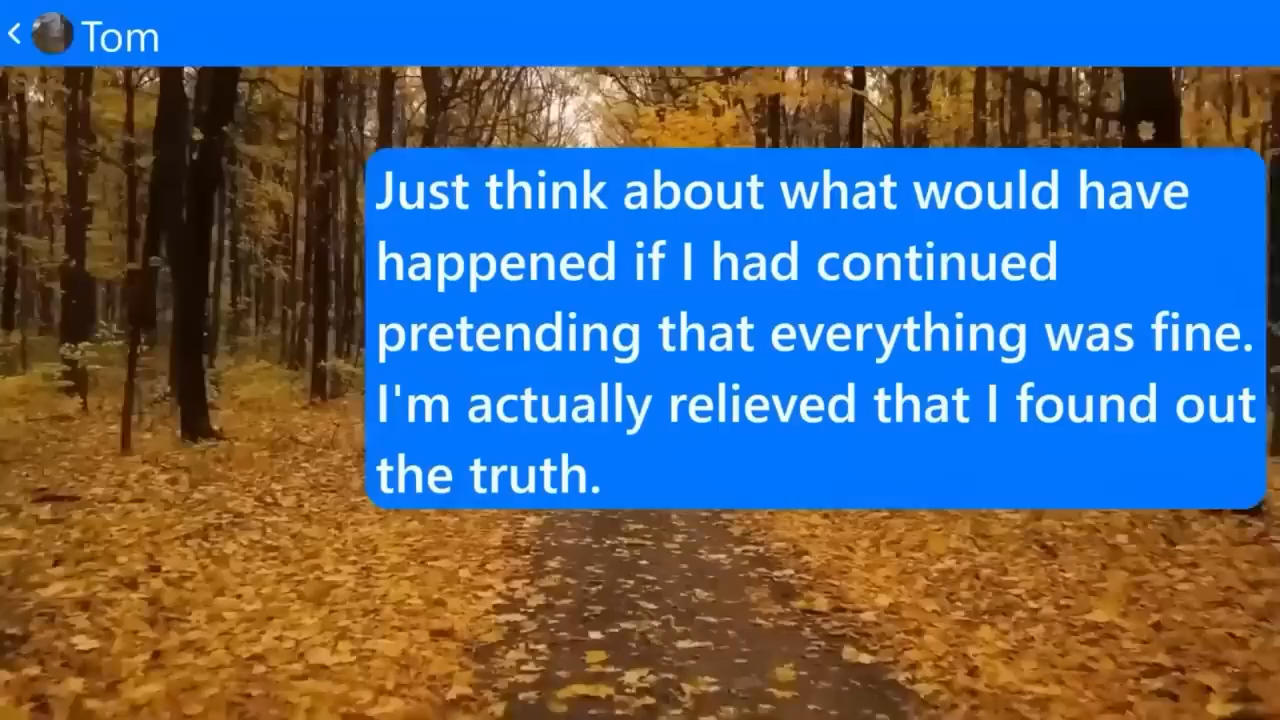 Tom
Just think about what would have
happened if I had continued
pretending that everything was fine.
I'm actually relieved that I found out
the truth.